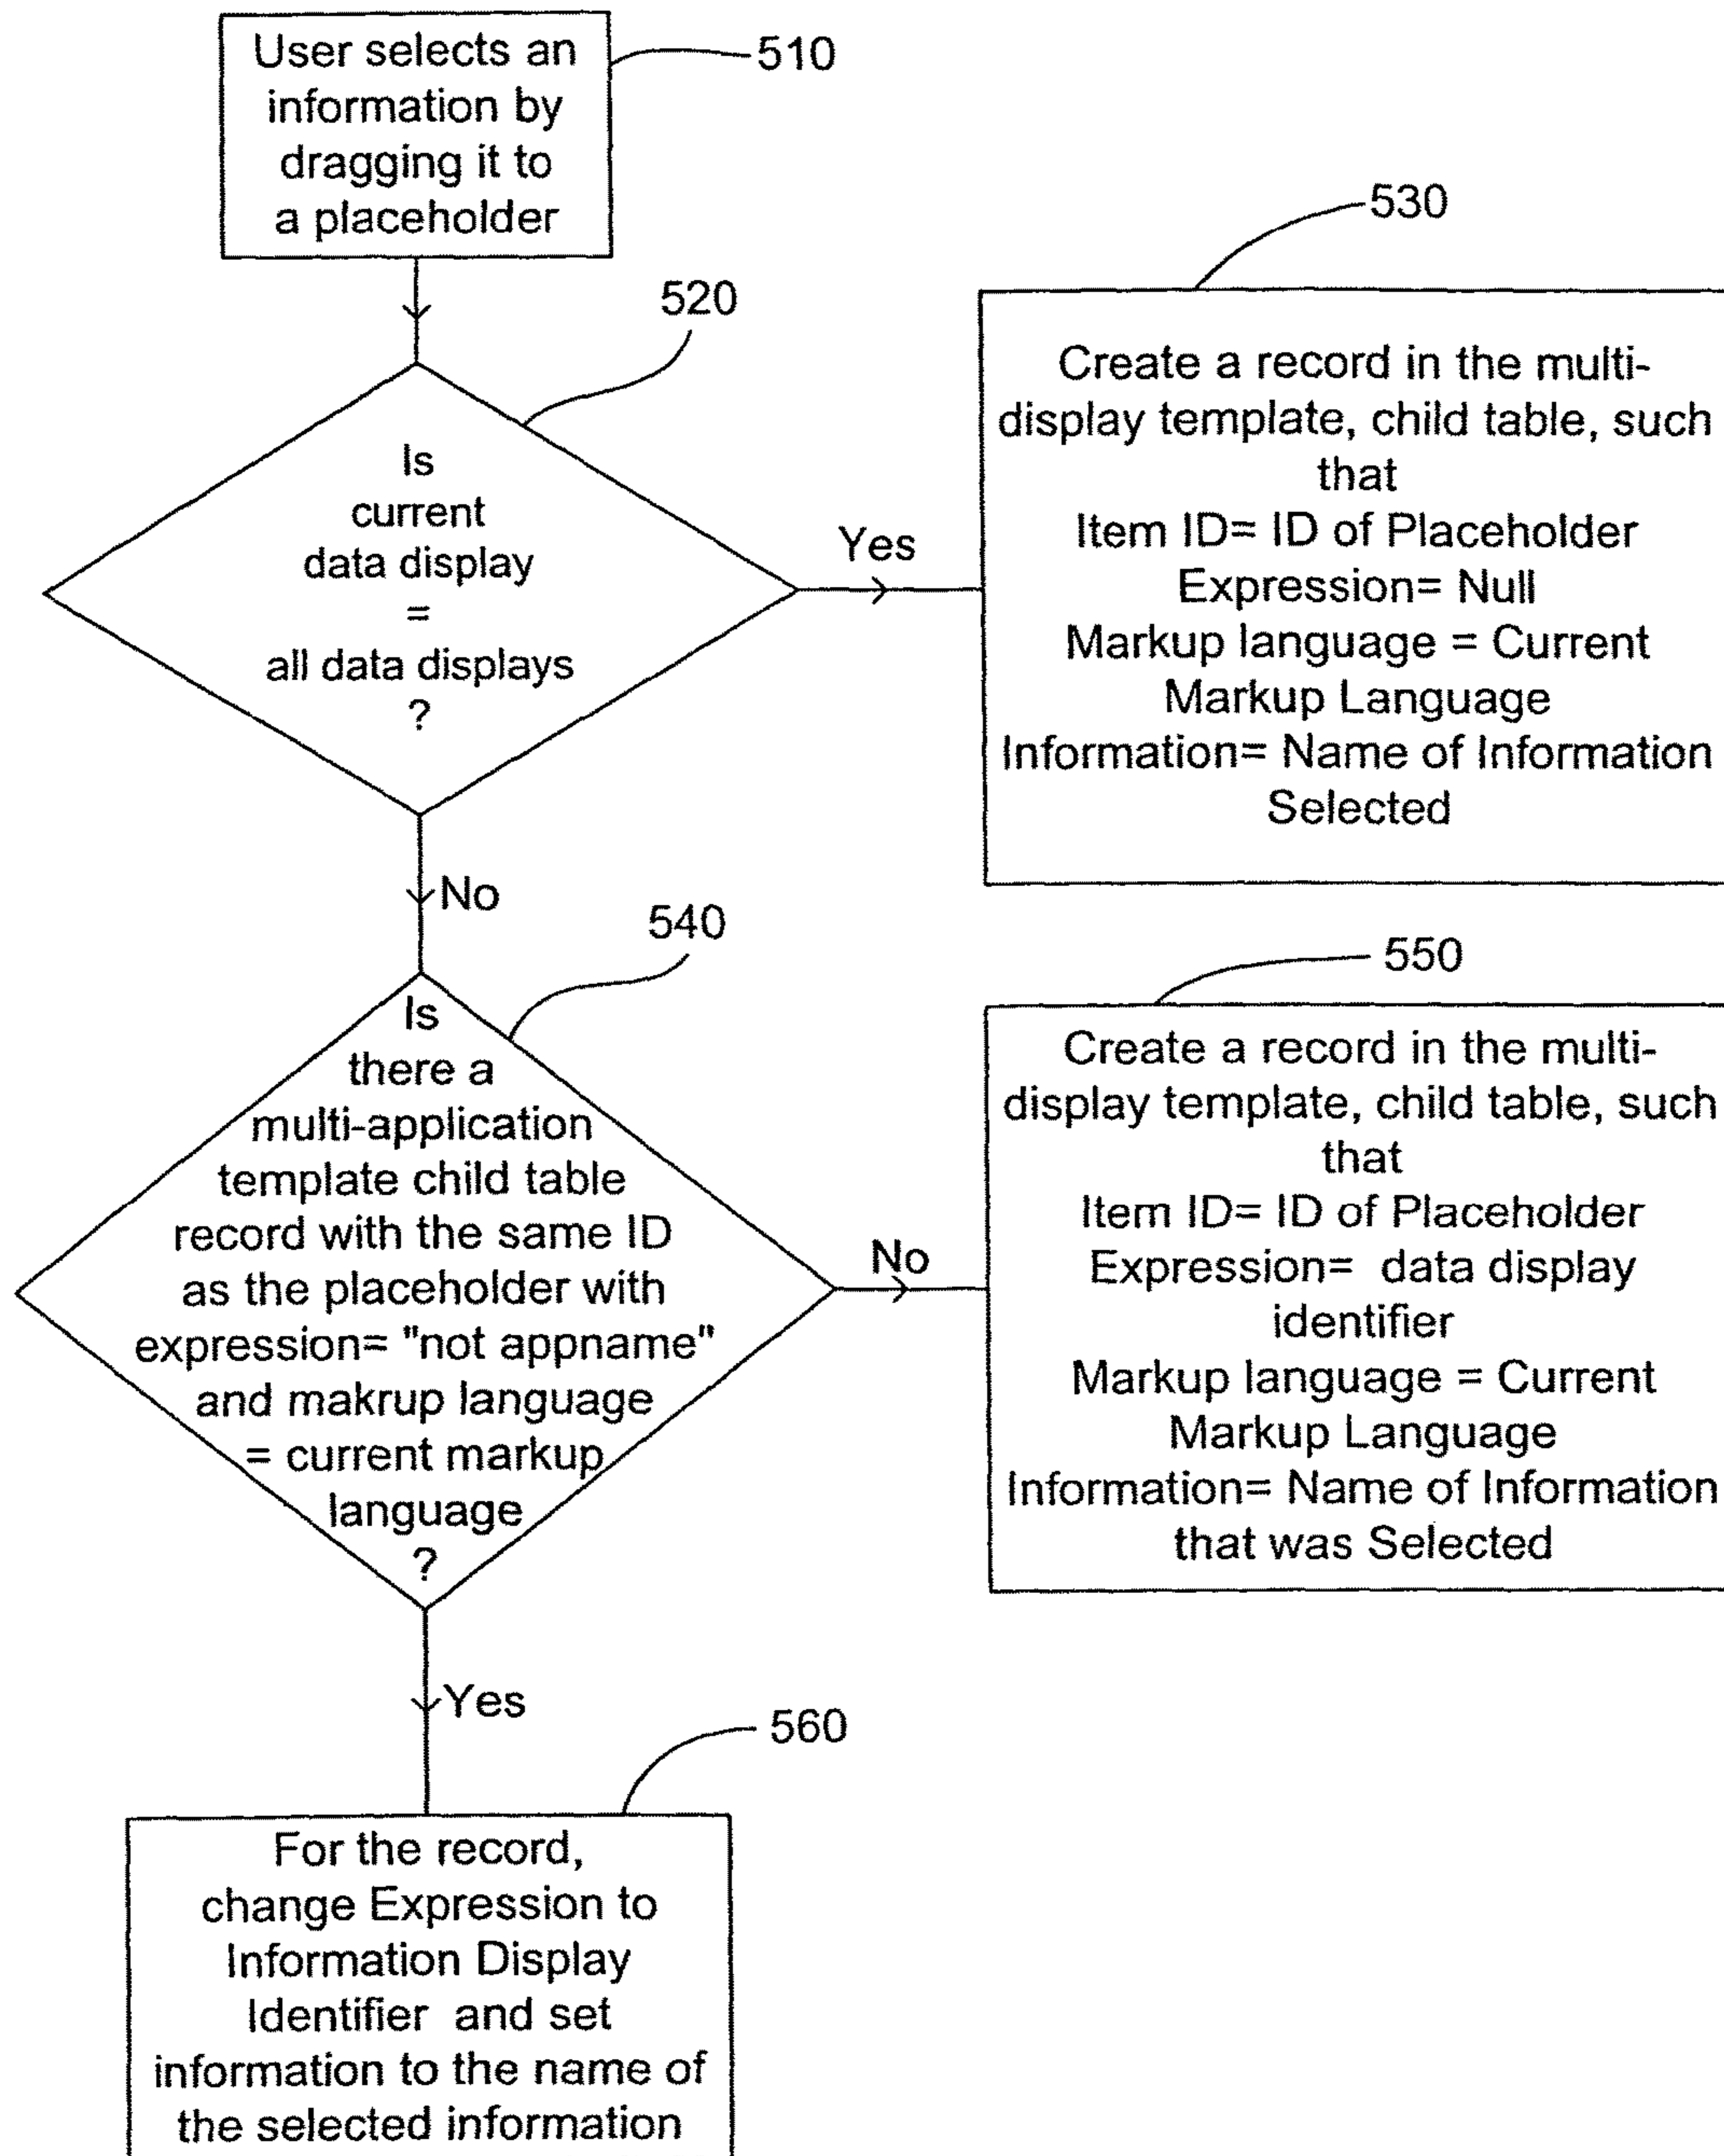 User selects an
information by
dragging it to
a placeholder
510
520
Is
current
data display
=
all data displays
?
Yes
530
Create a record in the multi-
display template, child table, such
that
Item ID= ID of Placeholder
Expression= Null
Markup language = Current
Markup Language
Information= Name of Information
Selected
No
540
Is
there a
multi-application
template child table
record with the same ID
as the placeholder with
expression= "not appname"
and makrup language
= current markup
language
?
No
550
Create a record in the multi-
display template, child table, such
that
Item ID= ID of Placeholder
Expression= data display
identifier
Markup language = Current
Markup Language
Information= Name of Information
that was Selected
Yes
560
For the record,
change Expression to
Information Display
Identifier and set
information to the name of
the selected information